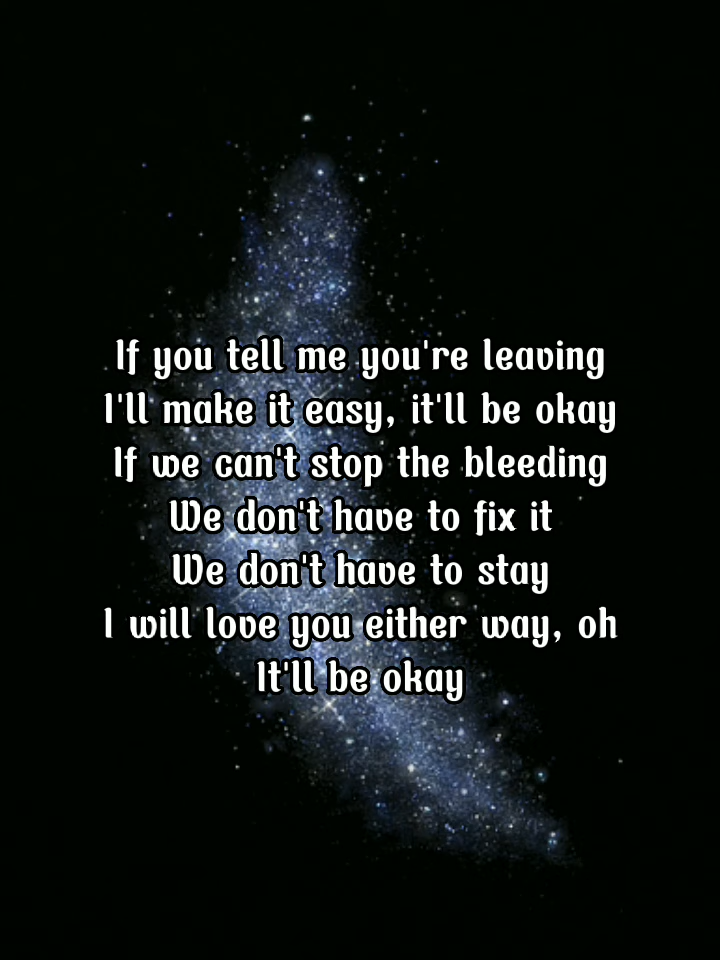 If you tell me you're leaving
I'll make it easy, it'll be okay
If we can't stop the bleeding
We don't have to fix it
We don't have to stay
I will love you either way, oh
It'll be okay